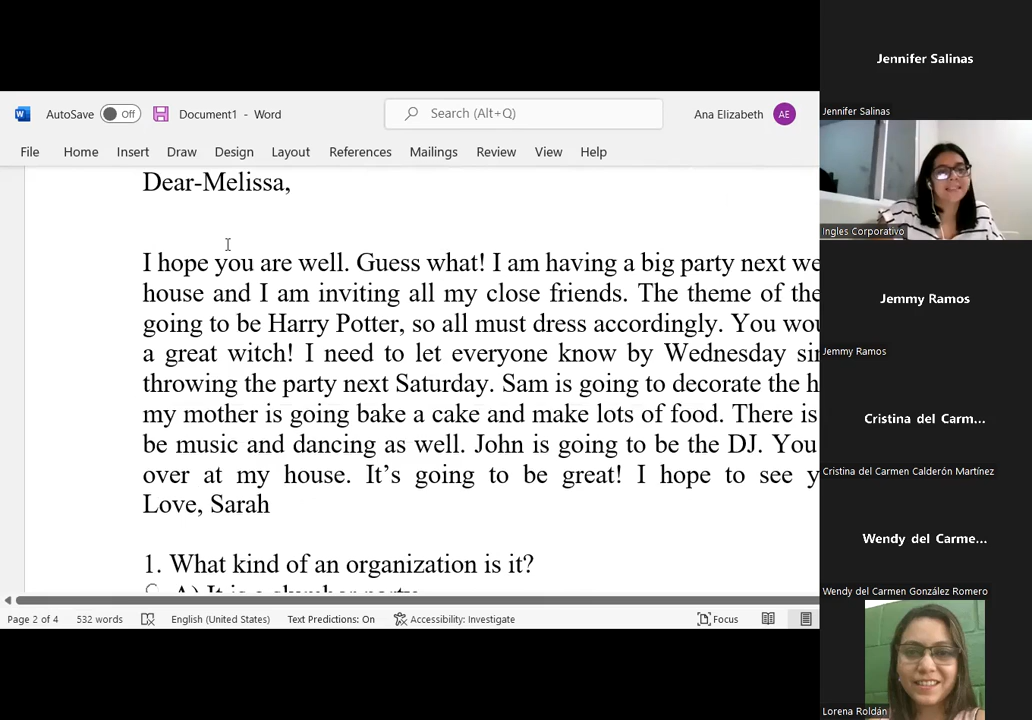 Jennifer Salinas
Jennifer Salinas
AutoSave Off Document1 - Word Search (Alt+Q) Ana Elizabeth AE
File Home Insert Draw Design Layout References Mailings Review View Help
Dear-Melissa,
Ingles Corporativo
I hope you are well. Guess what! I am having a big party next we
house and I am inviting all my close friends. The theme of the
going to be Harry Potter, so all must dress accordingly. You wou
a great witch! I need to let everyone know by Wednesday sin
throwing the party next Saturday. Sam is going to decorate the h
my mother is going bake a cake and make lots of food. There is
be music and dancing as well. John is going to be the DJ. You
over at my house. It’s going to be great! I hope to see y
Love, Sarah
1. What kind of an organization is it?
A) It is a slumber party
Page 2 of 4 532 words English (United States) Text Predictions: On Accessibility: Investigate Focus
Jemmy Ramos
Jemmy Ramos
Cristina del Carm...
Cristina del Carmen Calderón Martínez
Wendy del Carme...
Wendy del Carmen González Romero
Lorena Roldán